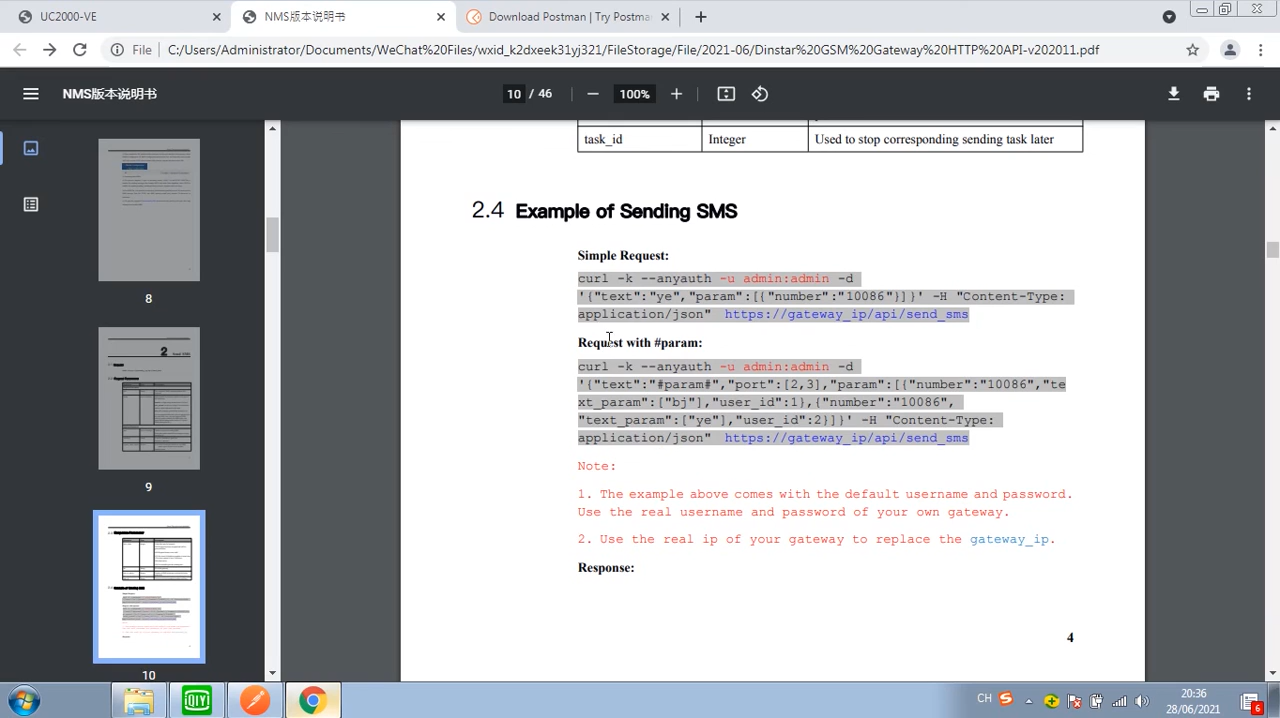 UC2000-VE
NMS版本说明书
Download Postman | Try Postma
File
C:/Users/Administrator/Documents/WeChat%20Files/wxid_k2dxeek31yj321/FileStorage/File/2021-06/Dinstar%20GSM%20Gateway%20HTTP%20API-v202011.pdf
NMS版本说明书
10 / 46
100%
8
9
10
task_id Integer Used to stop corresponding sending task later
2.4 Example of Sending SMS
Simple Request:
curl -k --anyauth -u admin:admin -d
'{"text":"ye","param":[{"number":"10086"}]}' -H "Content-Type:
application/json" https://gateway_ip/api/send_sms
Request with #param:
curl -k --anyauth -u admin:admin -d
'{"text":"#param#","port":[2,3],"param":[{"number":"10086","te
xt_param":["bj"],"user_id":1},{"number":"10086",
"text_param":["ye"],"user_id":2}]}' -H "Content-Type:
application/json" https://gateway_ip/api/send_sms
Note:
1. The example above comes with the default username and password.
Use the real username and password of your own gateway.
2. Use the real ip of your gateway to replace the gateway_ip.
Response:
4
QIYI
CH
20:36
28/06/2021
6